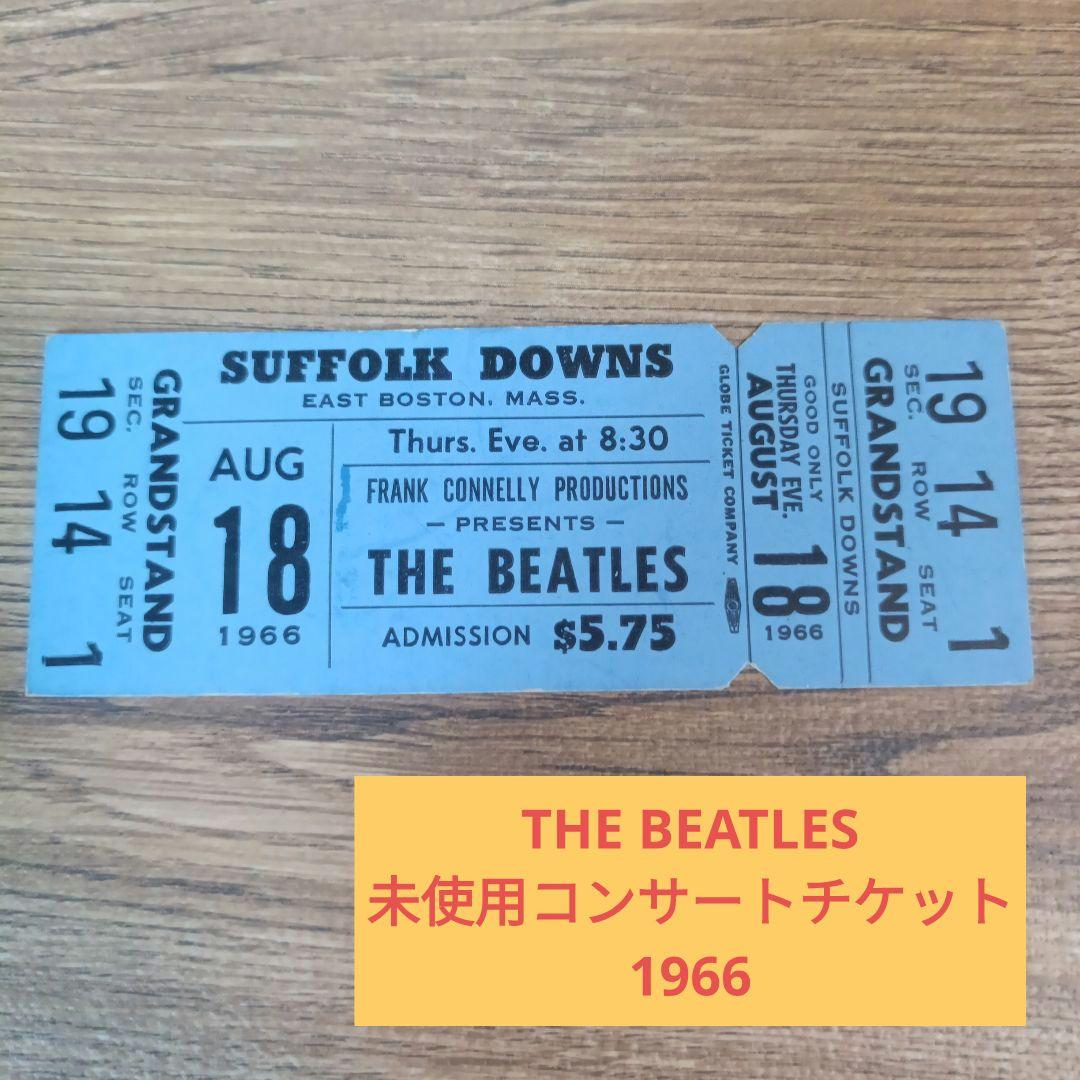 SUFFOLK DOWNS
EAST BOSTON, MASS.
Thurs. Eve. at 8:30
AUG
18
1966
FRANK CONNELLY PRODUCTIONS
— PRESENTS —
THE BEATLES
ADMISSION $5.75
GRANDSTAND
SEC. ROW SEAT
19 14 1
GLOBE TICKET COMPANY
AUGUST 18
THURSDAY EVE. 1966
GOOD ONLY
SUFFOLK DOWNS
GRANDSTAND
SEC. ROW SEAT
19 14 1
THE BEATLES
未使用コンサートチケット
1966